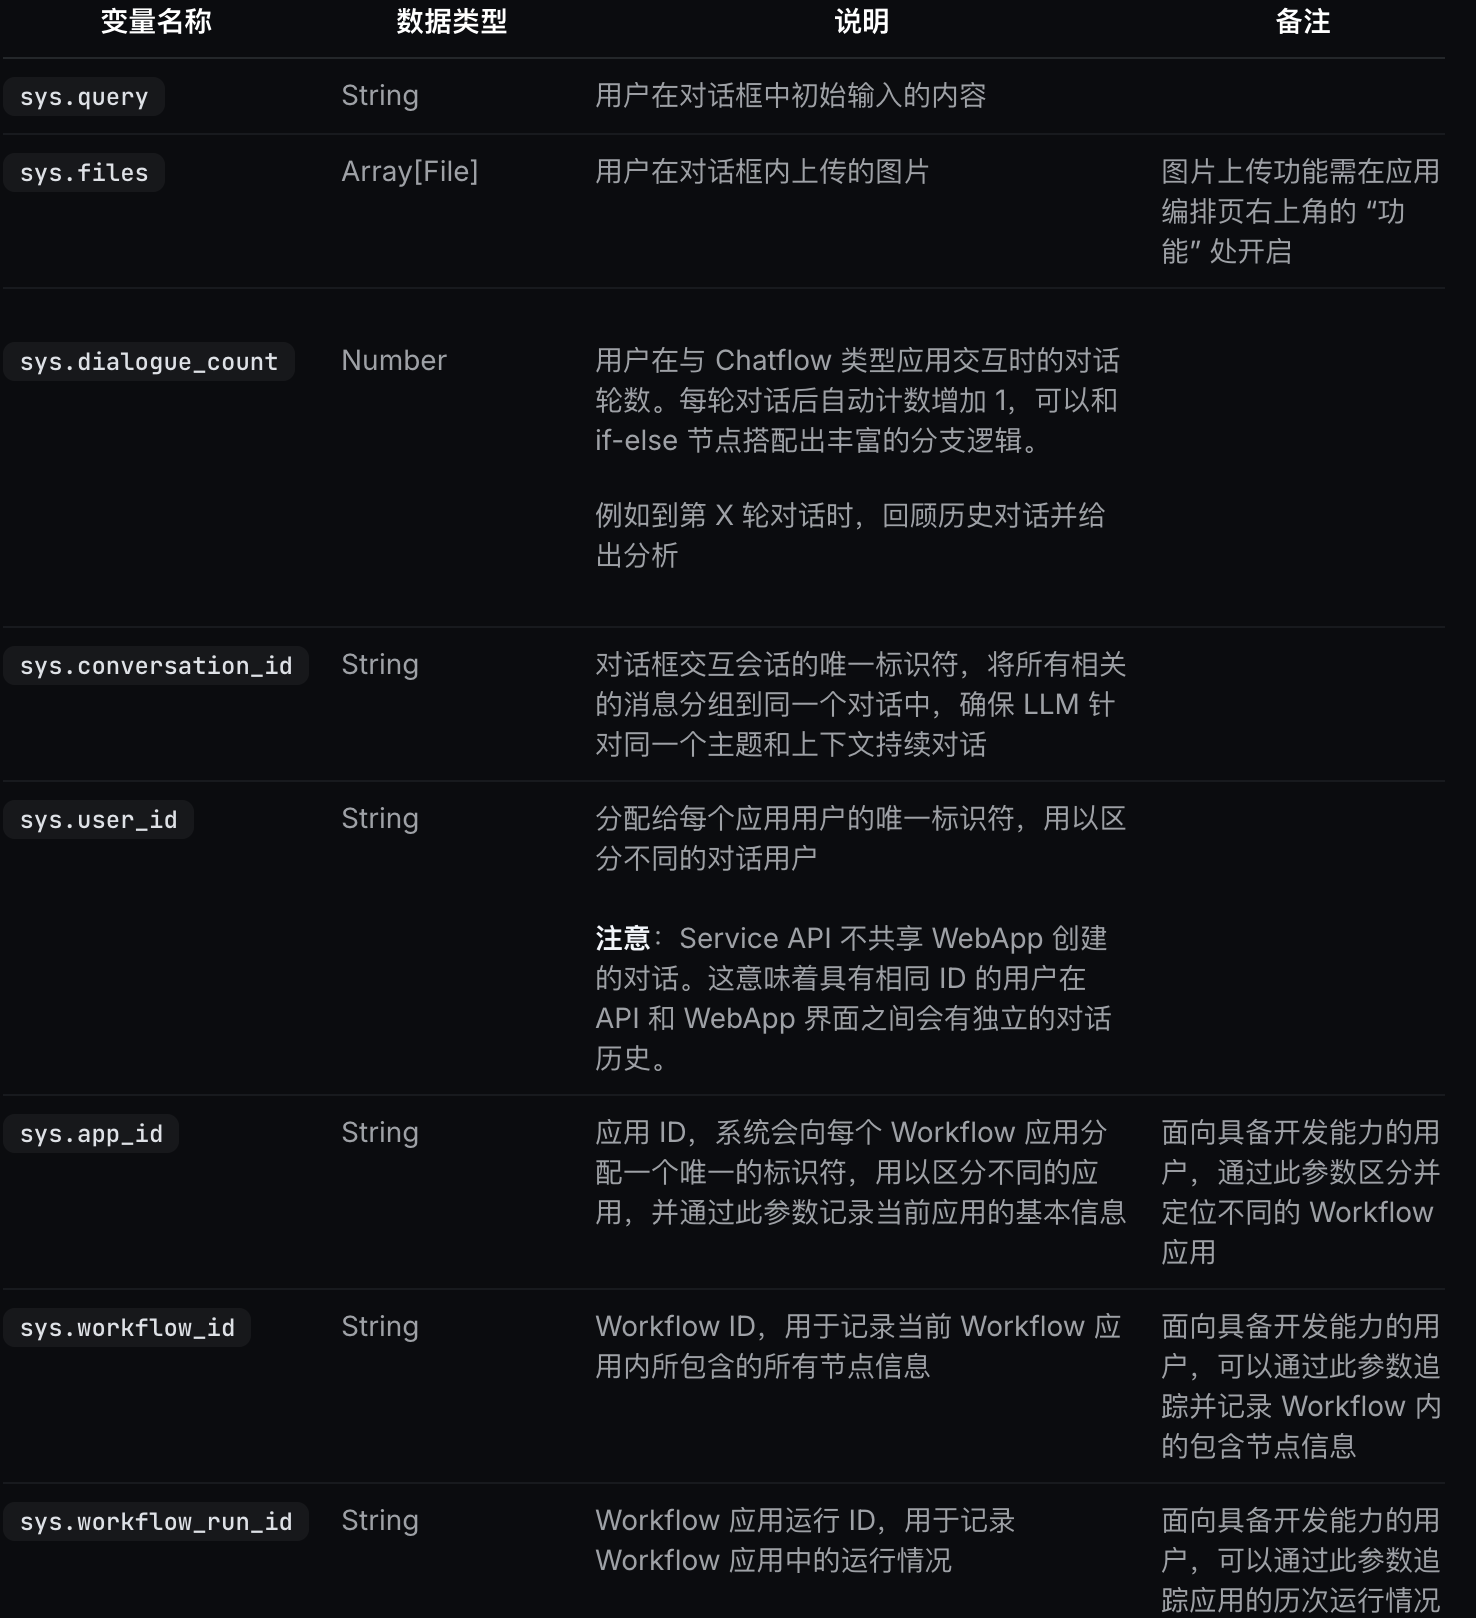 变量名称 数据类型 说明 备注
sys.query String 用户在对话框中初始输入的内容
sys.files Array[File] 用户在对话框内上传的图片 图片上传功能需在应用
编排页右上角的 “功
能” 处开启
sys.dialogue_count Number 用户在与 Chatflow 类型应用交互时的对话
轮数。每轮对话后自动计数增加 1，可以和
if-else 节点搭配出丰富的分支逻辑。
例如到第 X 轮对话时，回顾历史对话并给
出分析
sys.conversation_id String 对话框交互会话的唯一标识符，将所有相关
的消息分组到同一个对话中，确保 LLM 针
对同一个主题和上下文持续对话
sys.user_id String 分配给每个应用用户的唯一标识符，用以区
分不同的对话用户
注意：Service API 不共享 WebApp 创建
的对话。这意味着具有相同 ID 的用户在
API 和 WebApp 界面之间会有独立的对话
历史。
sys.app_id String 应用 ID，系统会向每个 Workflow 应用分 面向具备开发能力的用
配一个唯一的标识符，用以区分不同的应 户，通过此参数区分并
用，并通过此参数记录当前应用的基本信息 定位不同的 Workflow
应用
sys.workflow_id String Workflow ID，用于记录当前 Workflow 应 面向具备开发能力的用
用内所包含的所有节点信息 户，可以通过此参数追
踪并记录 Workflow 内
的包含节点信息
sys.workflow_run_id String Workflow 应用运行 ID，用于记录 面向具备开发能力的用
Workflow 应用中的运行情况 户，可以通过此参数追
踪应用的历次运行情况